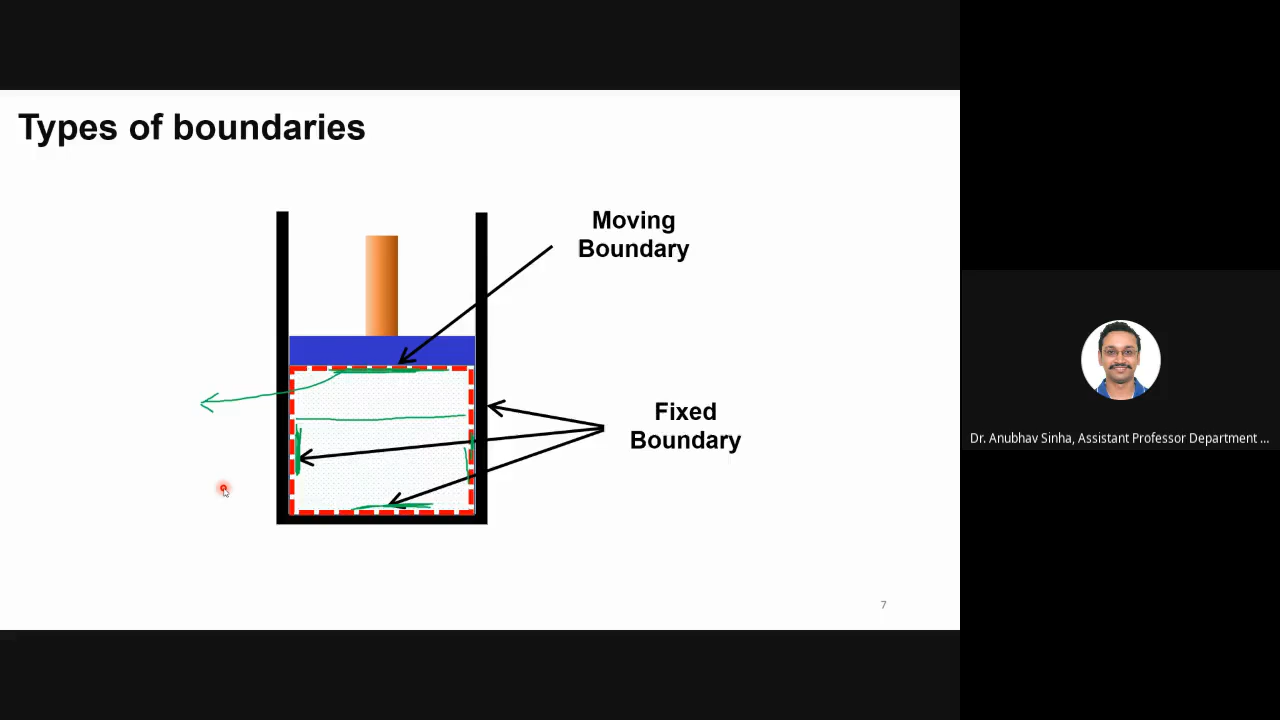 Types of boundaries
Moving
Boundary
Fixed
Boundary
7
Dr. Anubhav Sinha, Assistant Professor Department ...